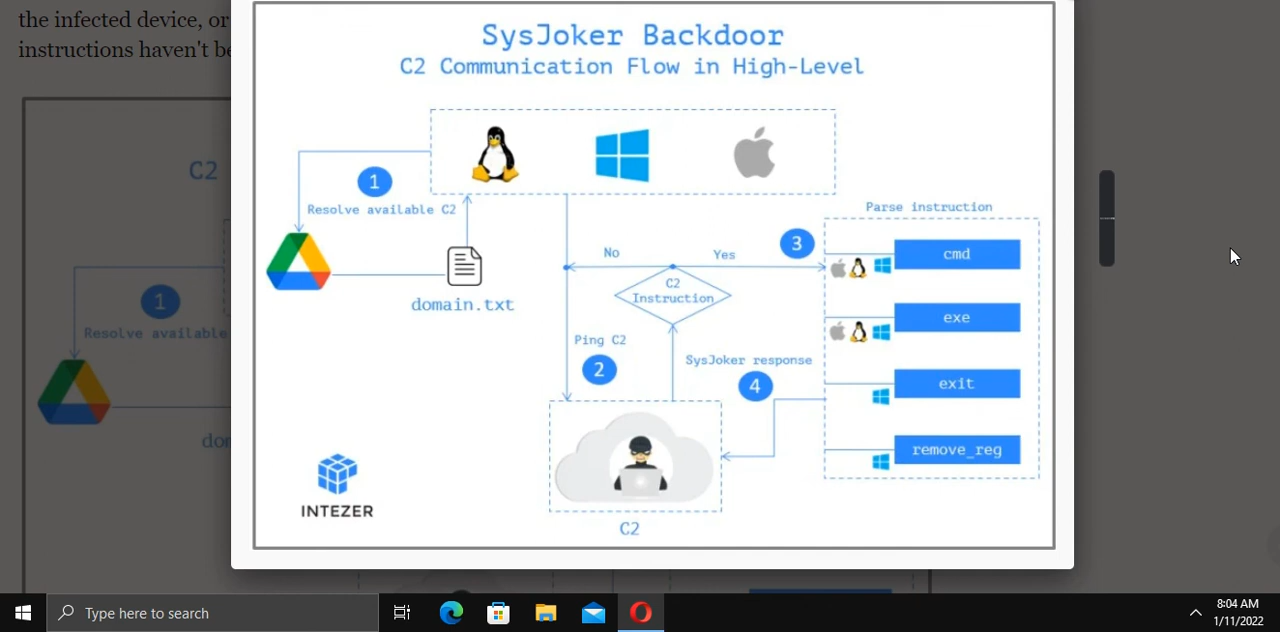 the infected device, or
instructions haven't be
SysJoker Backdoor
C2 Communication Flow in High-Level
1
Resolve available C2
domain.txt
No
Yes
3
C2
Instruction
Ping C2
2
SysJoker response
4
C2
Parse instruction
cmd
exe
exit
remove_reg
INTEZER
C2
1
Resolve available
Type here to search
8:04 AM
1/11/2022